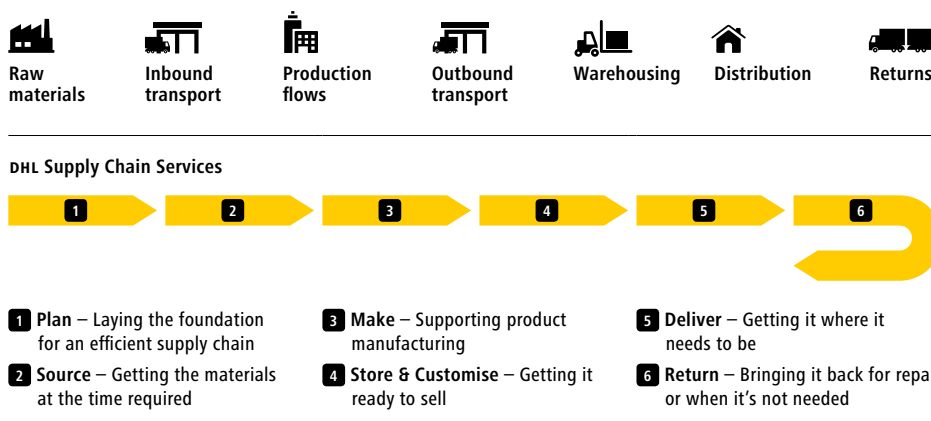 Raw
materials
Inbound
transport
Production
flows
Outbound
transport
Warehousing
Distribution
Returns
DHL Supply Chain Services
1 2 3 4 5 6
1 Plan – Laying the foundation
for an efficient supply chain
2 Source – Getting the materials
at the time required
3 Make – Supporting product
manufacturing
4 Store & Customise – Getting it
ready to sell
5 Deliver – Getting it where it
needs to be
6 Return – Bringing it back for repa
or when it's not needed